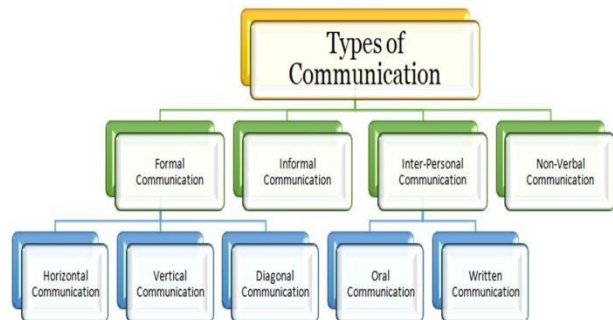 Types of
Communication
Formal
Communication
Informal
Communication
Inter-Personal
Communication
Non-Verbal
Communication
Horizontal
Communication
Vertical
Communication
Diagonal
Communication
Oral
Communication
Written
Communication